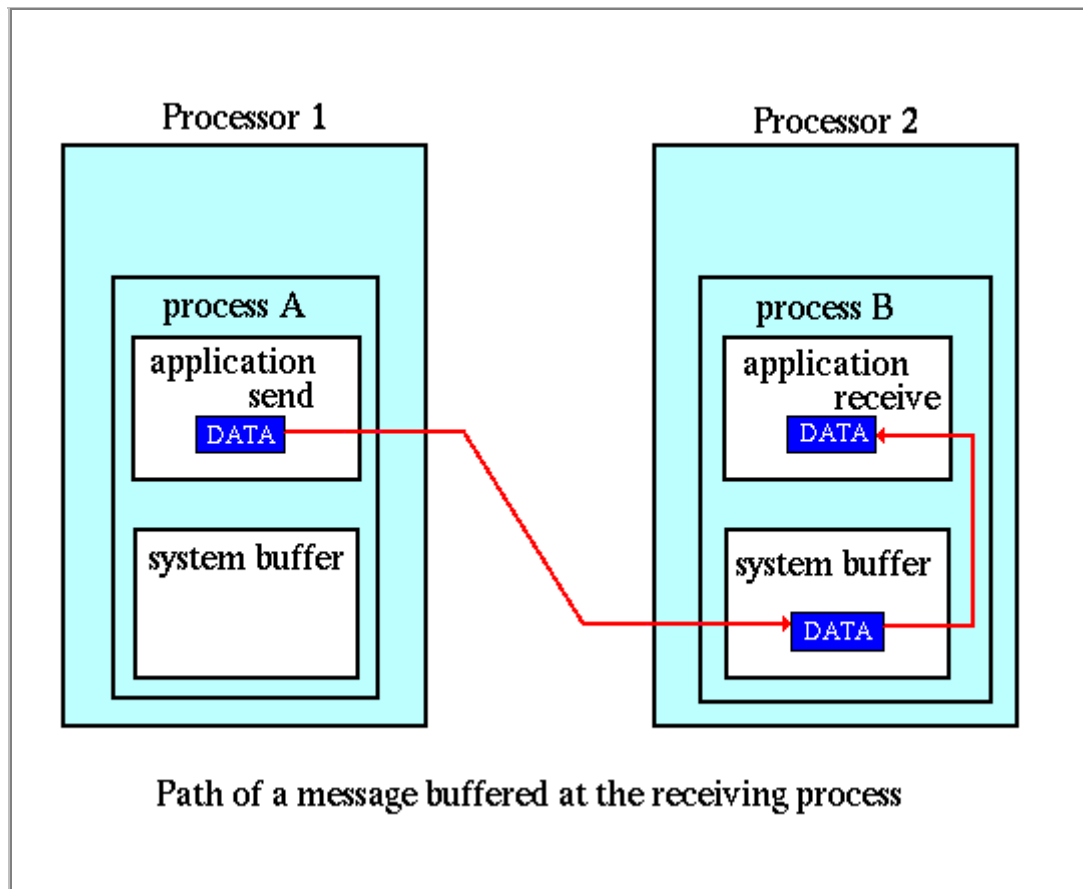 Processor 1
process A
application
send
DATA
system buffer
Processor 2
process B
application
receive
DATA
system buffer
DATA
Path of a message buffered at the receiving process